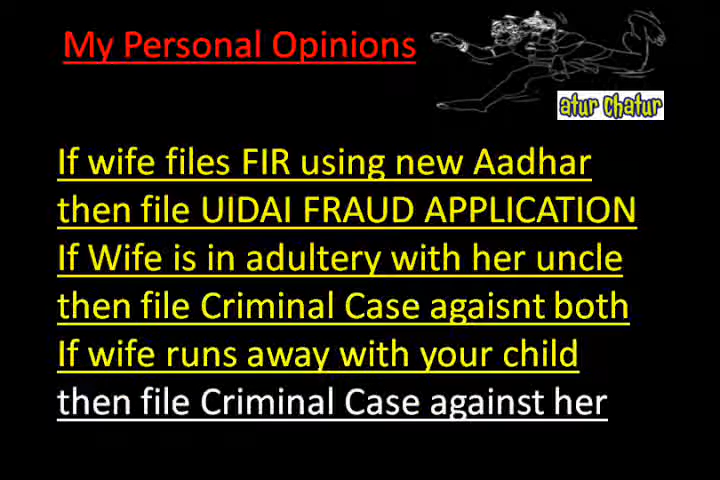 My Personal Opinions
atur Chatur
If wife files FIR using new Aadhar
then file UIDAI FRAUD APPLICATION
If Wife is in adultery with her uncle
then file Criminal Case agaisnt both
If wife runs away with your child
then file Criminal Case against her